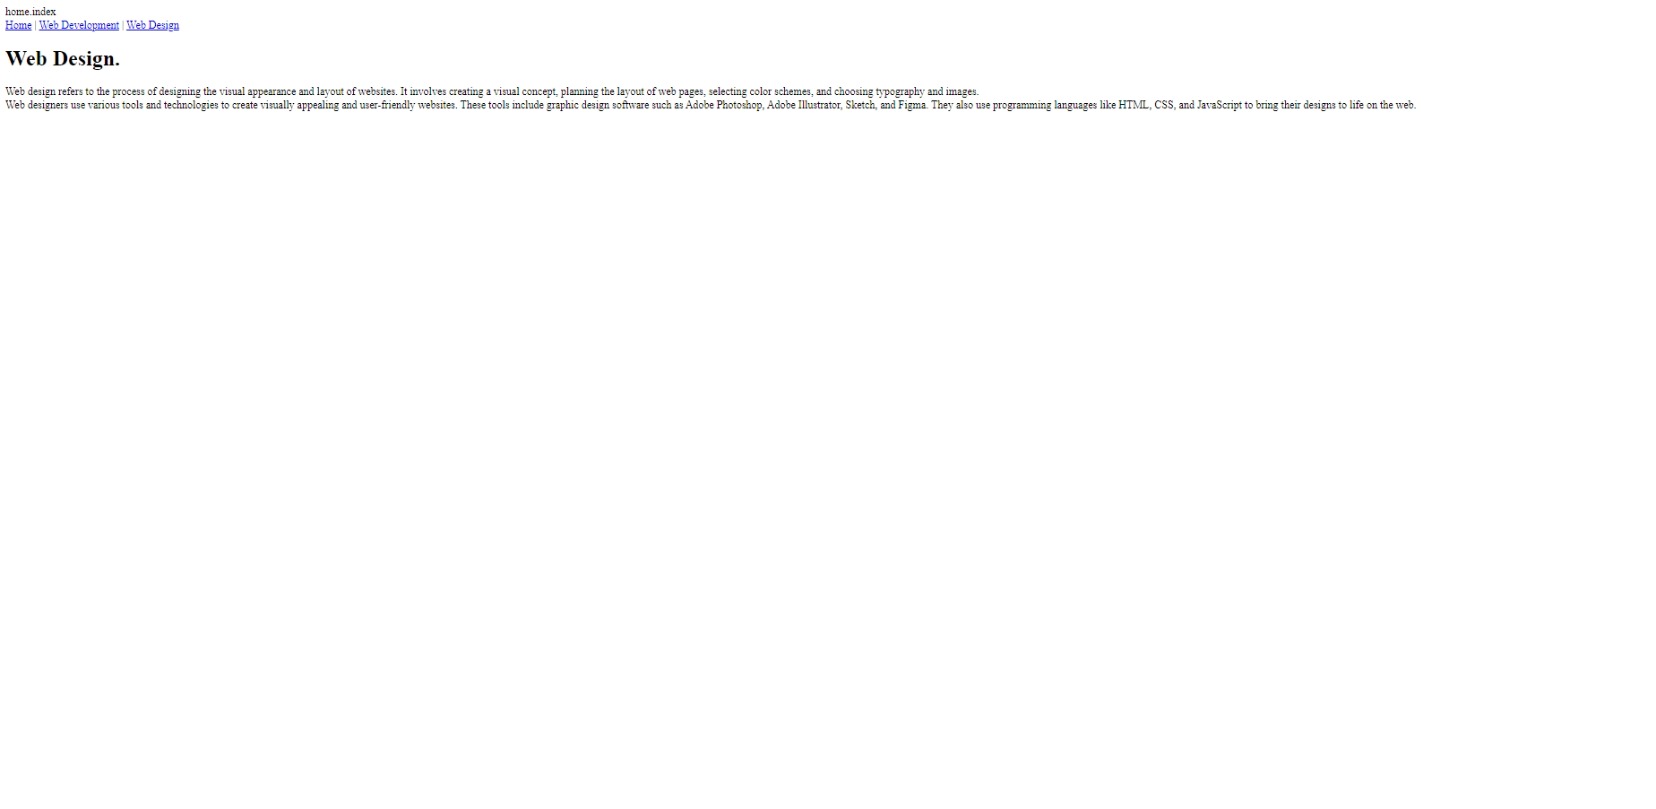 home.index
Home | Web Development | Web Design
Web Design.
Web design refers to the process of designing the visual appearance and layout of websites. It involves creating a visual concept, planning the layout of web pages, selecting color schemes, and choosing typography and images.
Web designers use various tools and technologies to create visually appealing and user-friendly websites. These tools include graphic design software such as Adobe Photoshop, Adobe Illustrator, Sketch, and Figma. They also use programming languages like HTML, CSS, and JavaScript to bring their designs to life on the web.